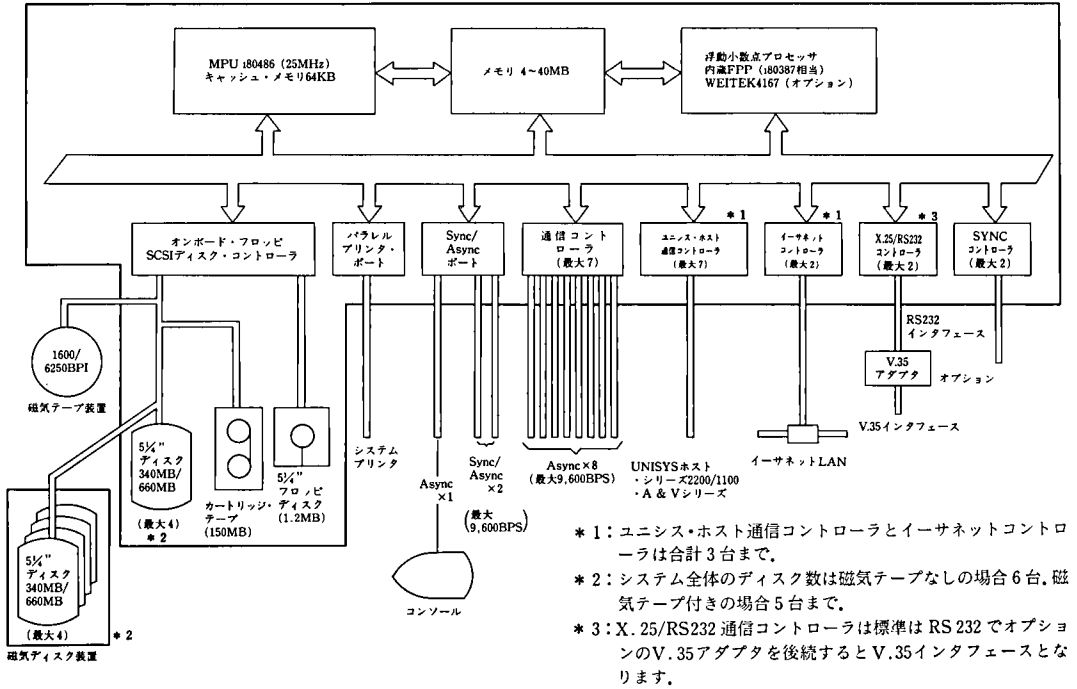 MPU i80486 (25MHz)
キャッシュ・メモリ64KB
メモリ 4~40MB
浮動小数点プロセッサ
内蔵FPP (i80387相当)
WEITEK4167 (オプション)
オンボード・フロッピ
SCSIディスク・コントローラ
パラレル
プリンタ・
ポート
Sync/
Async
ポート
通信コント
ローラ
(最大7)
*1
ユニシス・ホスト
通信コントローラ
(最大7)
*1
イーサネット
コントローラ
(最大2)
*3
X.25/RS232
コントローラ
(最大2)
SYNC
コントローラ
(最大2)
1600/
6250BPI
磁気テープ装置
5¼"
ディスク
340MB/
660MB
(最大4)
*2
カートリッジ・
テープ
(150MB)
5¼"
フロッピ
ディスク
(1.2MB)
システム
プリンタ
Async
×1
Sync/
Async
×2
(最大
9,600BPS)
コンソール
Async×8
(最大9,600BPS)
UNISYSホスト
・シリーズ2200/1100
・A & Vシリーズ
イーサネットLAN
RS232
インタフェース
V.35
アダプタ
V.35インタフェース
オプション
5¼"
ディスク
340MB/
660MB
(最大4)
*2
磁気ディスク装置
*1:ユニシス・ホスト通信コントローラとイーサネットコントロ
ーラは合計3台まで.
*2:システム全体のディスク数は磁気テープなしの場合6台.磁
気テープ付きの場合5台まで.
*3:X.25/RS232通信コントローラは標準はRS232でオプショ
ンのV.35アダプタを後続するとV.35インタフェースとな
ります.